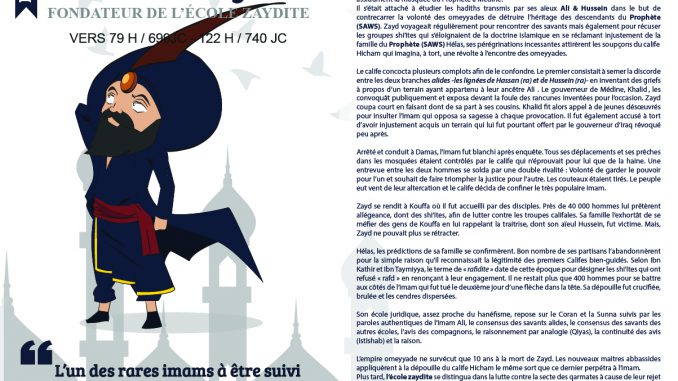 FONDATEUR DE L'ÉCOLE ZAYDITE
VERS 79 H / 698JC - 122 H / 740 JC
“
L'un des rares imams à être suivi
Il s'était attaché à étudier les hadiths transmis par ses aïeux Ali & Hussein dans le but de
contrecarrer la volonté des omeyyades de détruire l'héritage des descendants du Prophète
(SAWS). Zayd voyageait régulièrement pour rencontrer des savants mais également pour récuser
les groupes shi'ites qui s'éloignaient de la doctrine islamique en se réclamant injustement de la
famille du Prophète (SAWS) Hélas, ses pérégrinations incessantes attirèrent les soupçons du calife
Hicham qui imagina, à tort, une révolte à l'encontre des omeyyades.
Le calife concocta plusieurs complots afin de le confondre. Le premier consistait à semer la discorde
entre les deux branches alides -les lignées de Hassan (ra) et de Hussein (ra)- en inventant des griefs
à propos d'un terrain ayant appartenu à leur ancêtre Ali . Le gouverneur de Médine, Khalid , les
convoquât publiquement et exposa devant la foule des rancunes inventées pour l'occasion. Zayd
coupa court en faisant dont de sa part à ses cousins. Khalid fit alors appel à de jeunes désœuvrés
pour insulter l'imam qui opposa sa sagesse à chaque provocation. Il fut également accusé à tort
d'avoir injustement acquis un terrain qui lui fut pourtant offert par le gouverneur d'Iraq révoqué
peu après.
Arrêté et conduit à Damas, l'imam fut blanchi après enquête. Tous ses déplacements et ses prêches
dans les mosquées étaient contrôlés par le calife qui n'éprouvait pour lui que de la haine. Une
entrevue entre les deux hommes se solda par une double rivalité : Volonté de garder le pouvoir
pour l'un et souhait de faire triompher la justice pour l'autre. Les couteaux étaient tirés. Le peuple
eut vent de leur altercation et le calife décida de confiner le très populaire imam.
Zayd se rendit à Kouffa où il fut accueilli par des disciples. Près de 40 000 hommes lui prêtèrent
allégeance, dont des shi'ites, afin de lutter contre les troupes califales. Sa famille l'exhortât de se
méfier des gens de Kouffa en lui rappelant la traitrise, dont son aïeul Hussein, fut victime. Mais,
Zayd ne pouvait plus se rétracter.
Hélas, les prédictions de sa famille se confirmèrent. Bon nombre de ses partisans l'abandonnèrent
pour la simple raison qu'il reconnaissait la légitimité des premiers Califes bien-guidés. Selon Ibn
Kathir et Ibn Taymiyya, le terme de « rafidite » date de cette époque pour désigner les shi'ites qui ont
refusé « rafd » en renonçant à leur engagement. Il ne restait plus que 400 hommes pour se battre
aux côtés de l'imam qui fut tué le deuxième jour d'une flèche dans la tête. Sa dépouille fut crucifiée,
brulée et les cendres dispersées.
Son école juridique, assez proche du hanéfisme, repose sur le Coran et la Sunna suivis par les
paroles authentiques de l'imam Ali, le consensus des savants alides, le consensus des savants des
autres écoles, l'avis des compagnons, le raisonnement par analogie (Qiyas), la continuité des avis
(istishab) et la raison.
L'empire omeyyade ne survécut que 10 ans à la mort de Zayd. Les nouveaux maitres abbassides
appliquèrent à la dépouille du calife Hicham le même sort que ce dernier perpétra à l'imam.
Plus tard, l'école zaydite se distingua dans la lutte contre la secte des qarmates à cause de leur rejet